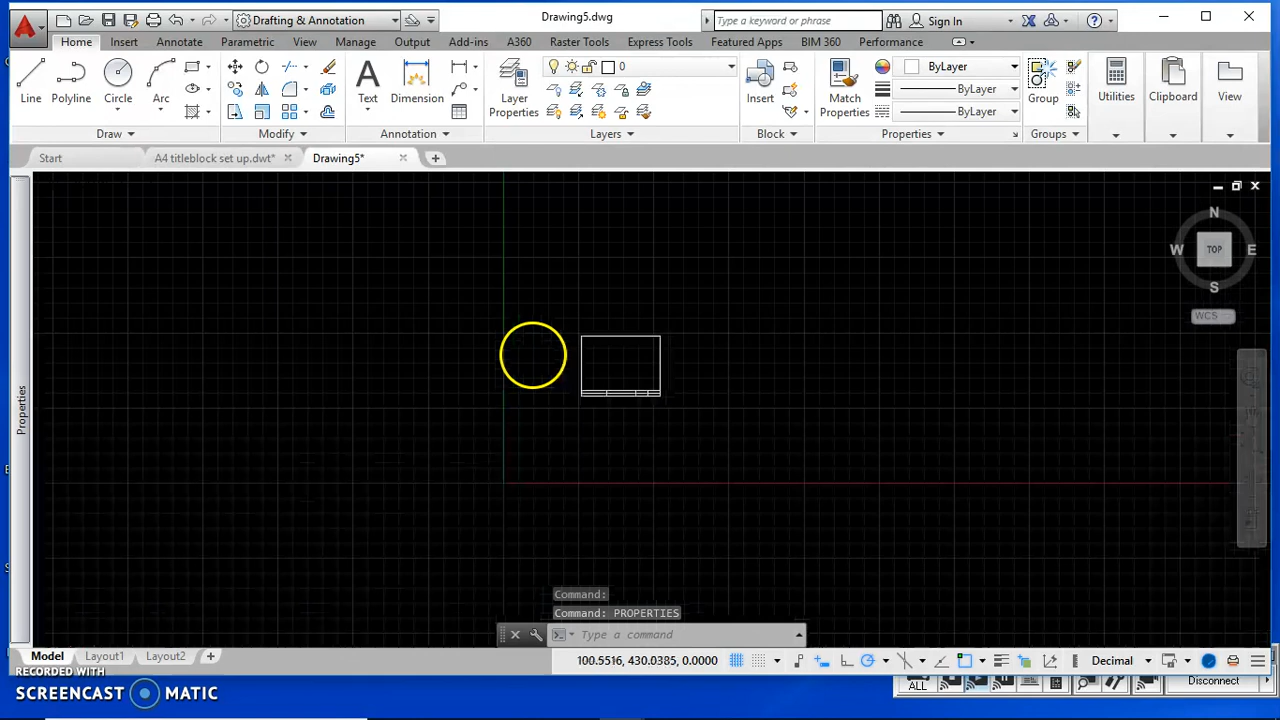 Drafting & Annotation
Drawing5.dwg
Type a keyword or phrase
Sign In
Home
Insert
Annotate
Parametric
View
Manage
Output
Add-ins
A360
Raster Tools
Express Tools
Featured Apps
BIM 360
Performance
Line
Polyline
Circle
Arc
Text
Dimension
Layer Properties
0
Insert
Match Properties
ByLayer
ByLayer
ByLayer
Group
Utilities
Clipboard
View
Draw
Modify
Annotation
Layers
Block
Properties
Groups
Start
A4 titleblock set up.dwt*
Drawing5*
Properties
N
W
TOP
E
S
WCS
Command:
Command: PROPERTIES
Type a command
Model
Layout1
Layout2
100.5516, 430.0385, 0.0000
Decimal
RECORDED WITH
SCREENCAST MATIC
ALL
Disconnect